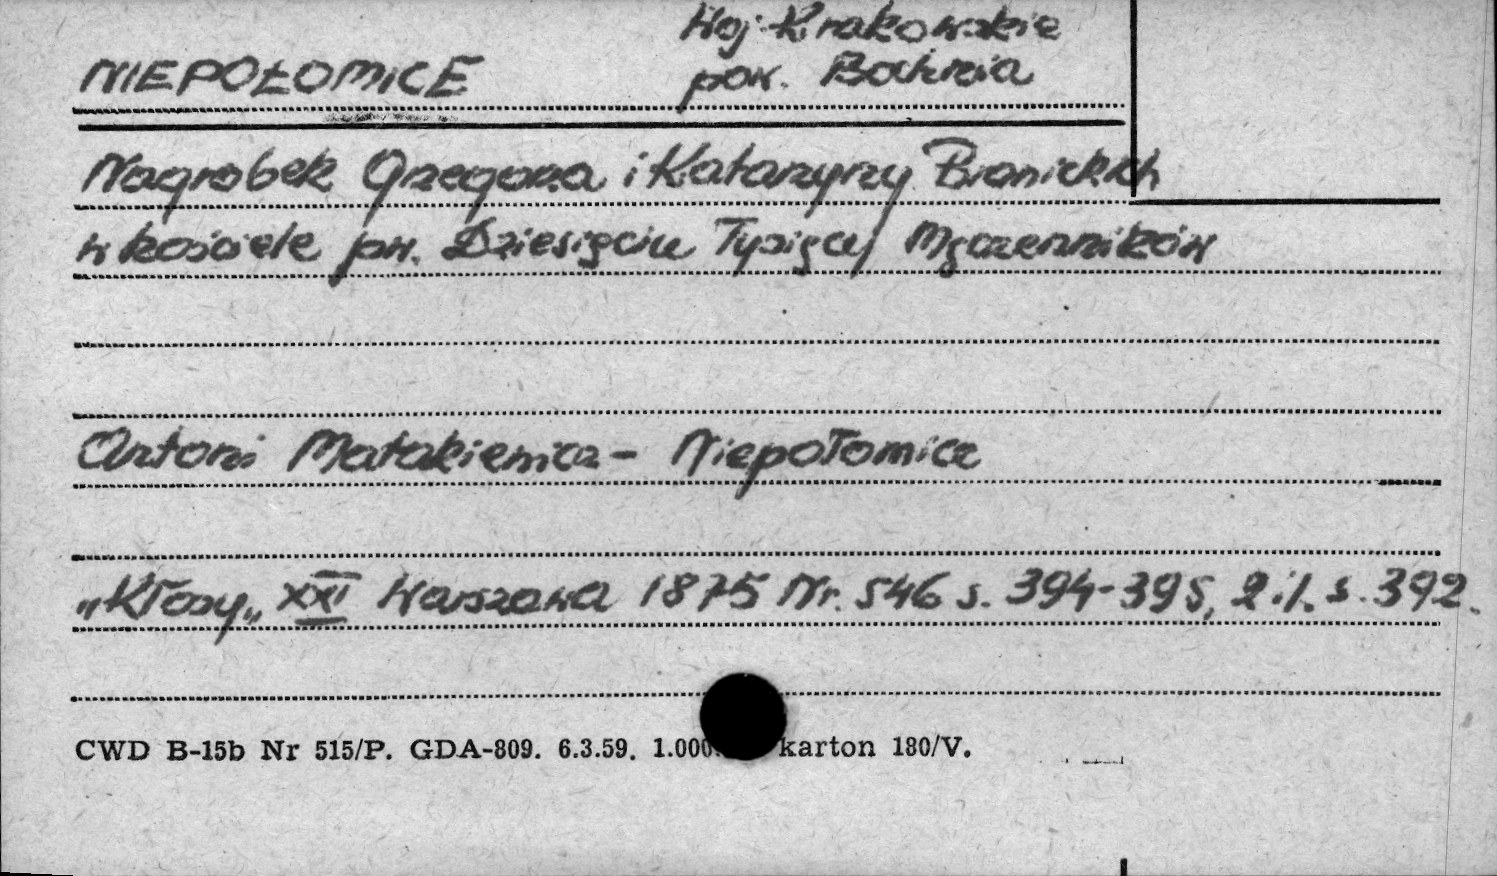 Woj. Krakowskie
NIEPOŁOMICE pow. Bochnia
Nagrobek Grzegorza i Katarzyny Branickich
w kościele pw. Dziesięciu Tysięcy Męczenników
Antoni Matakiewicz - Niepołomice
„Kłosy„ XXI Warszawa 1875 Nr. 546 s. 394-395, 2 il. s. 392.
CWD B-15b Nr 515/P. GDA-809. 6.3.59. 1.000. karton 180/V.